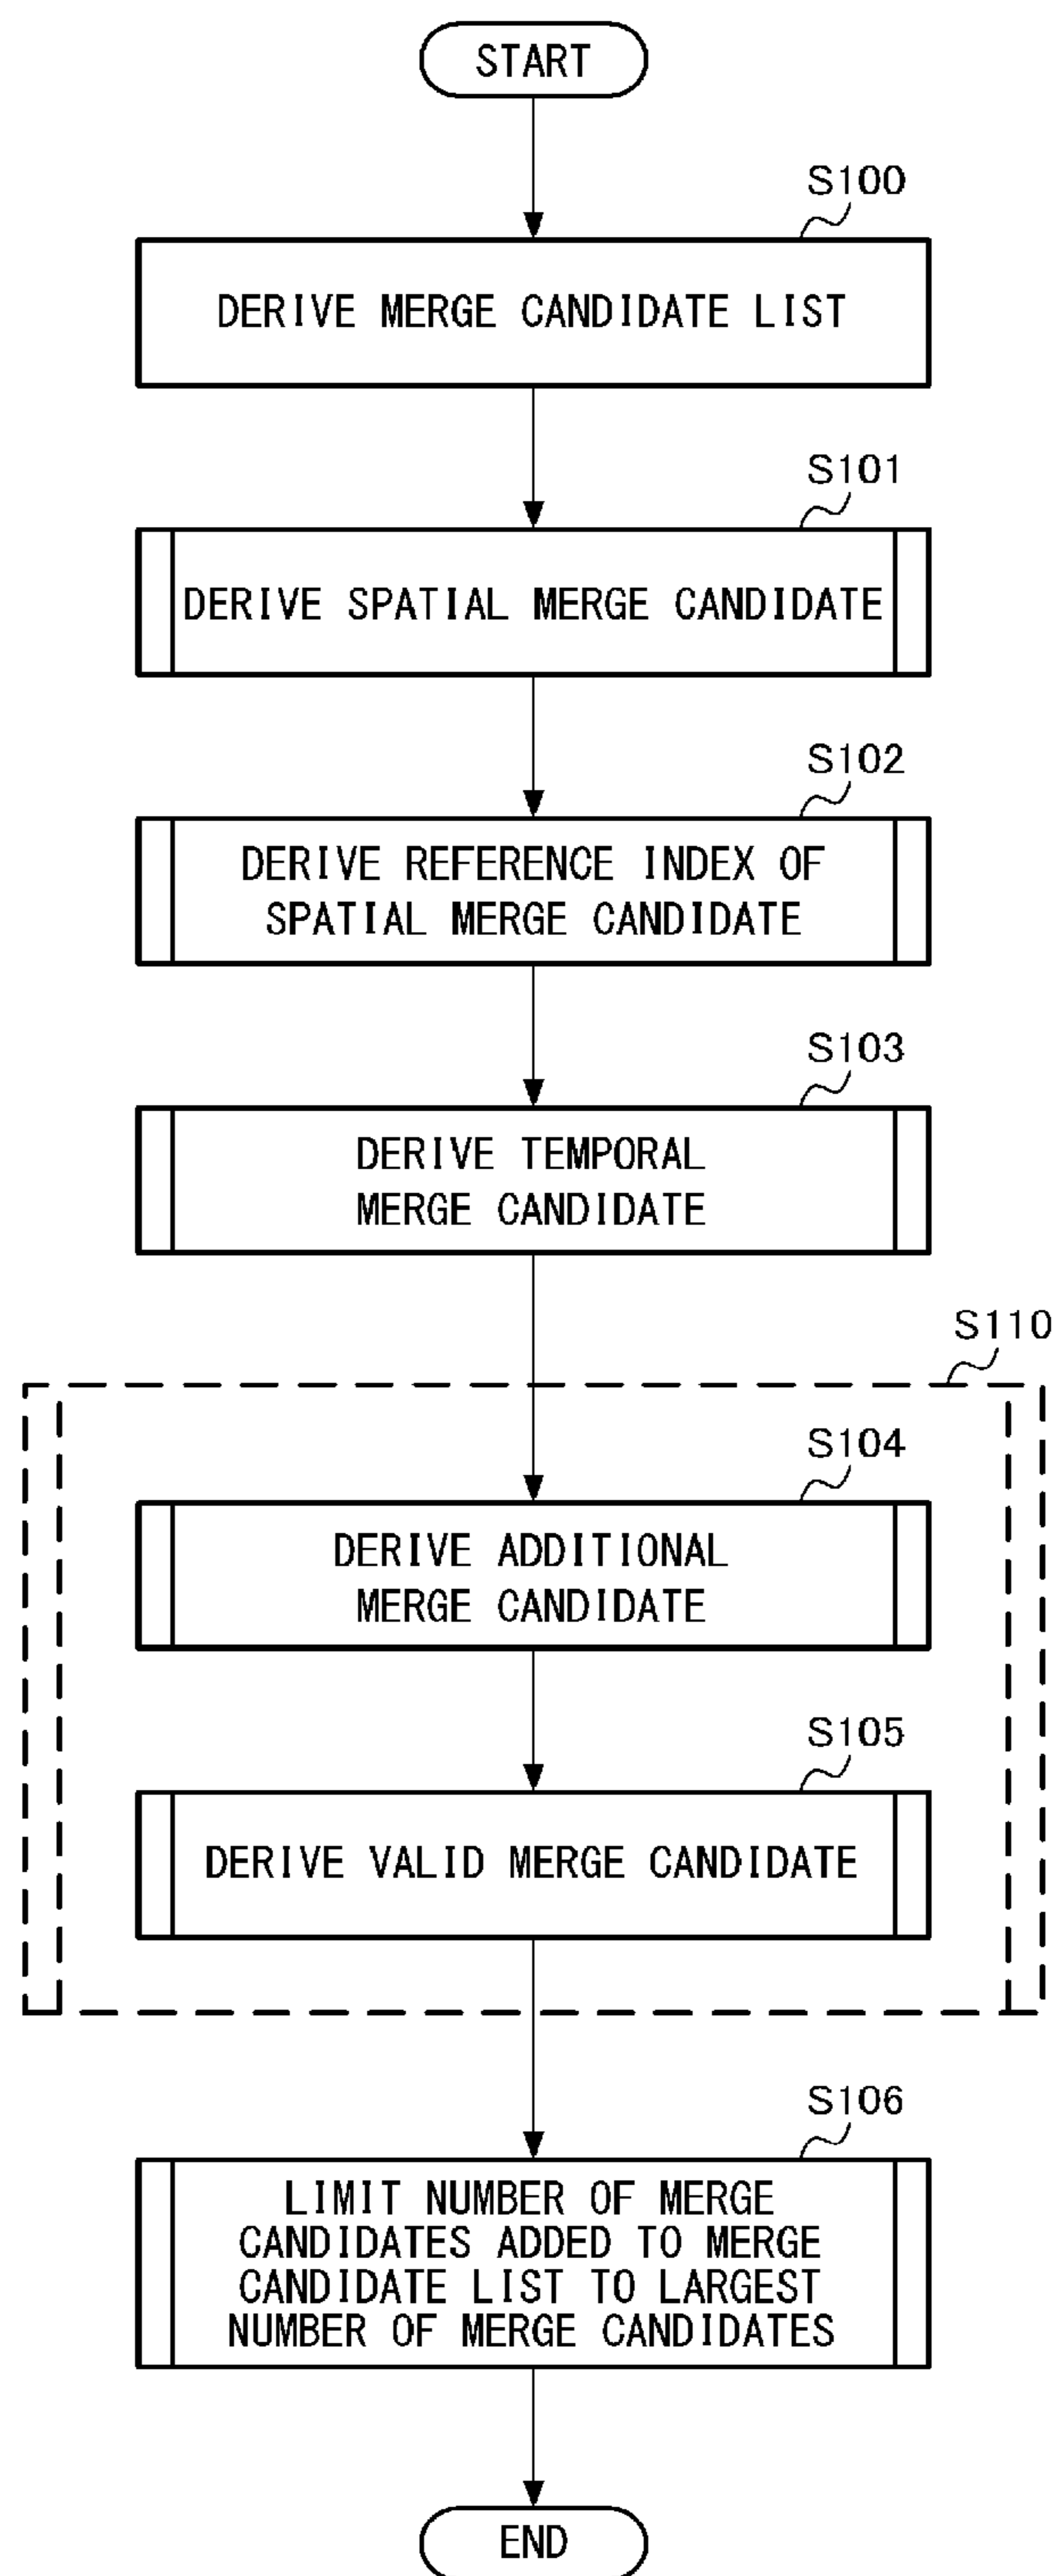 START
S100
DERIVE MERGE CANDIDATE LIST
S101
DERIVE SPATIAL MERGE CANDIDATE
S102
DERIVE REFERENCE INDEX OF
SPATIAL MERGE CANDIDATE
S103
DERIVE TEMPORAL
MERGE CANDIDATE
S110
S104
DERIVE ADDITIONAL
MERGE CANDIDATE
S105
DERIVE VALID MERGE CANDIDATE
S106
LIMIT NUMBER OF MERGE
CANDIDATES ADDED TO MERGE
CANDIDATE LIST TO LARGEST
NUMBER OF MERGE CANDIDATES
END